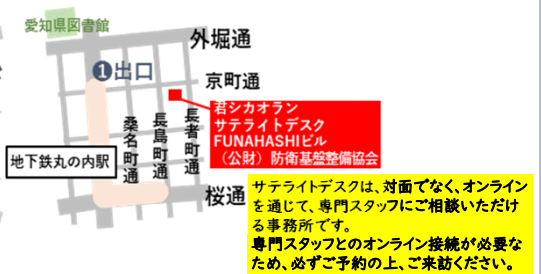 愛知県図書館
外堀通
❶出口
京町通
君シカオラン
サテライトデスク
FUNAHASHIビル
（公財）防衛基盤整備協会
長者町通
長島町通
桑名町通
地下鉄丸の内駅
桜通
サテライトデスクは、対面でなく、オンライン
を通じて、専門スタッフにご相談いただけ
る事務所です。
専門スタッフとのオンライン接続が必要な
ため、必ずご予約の上、ご来訪ください。